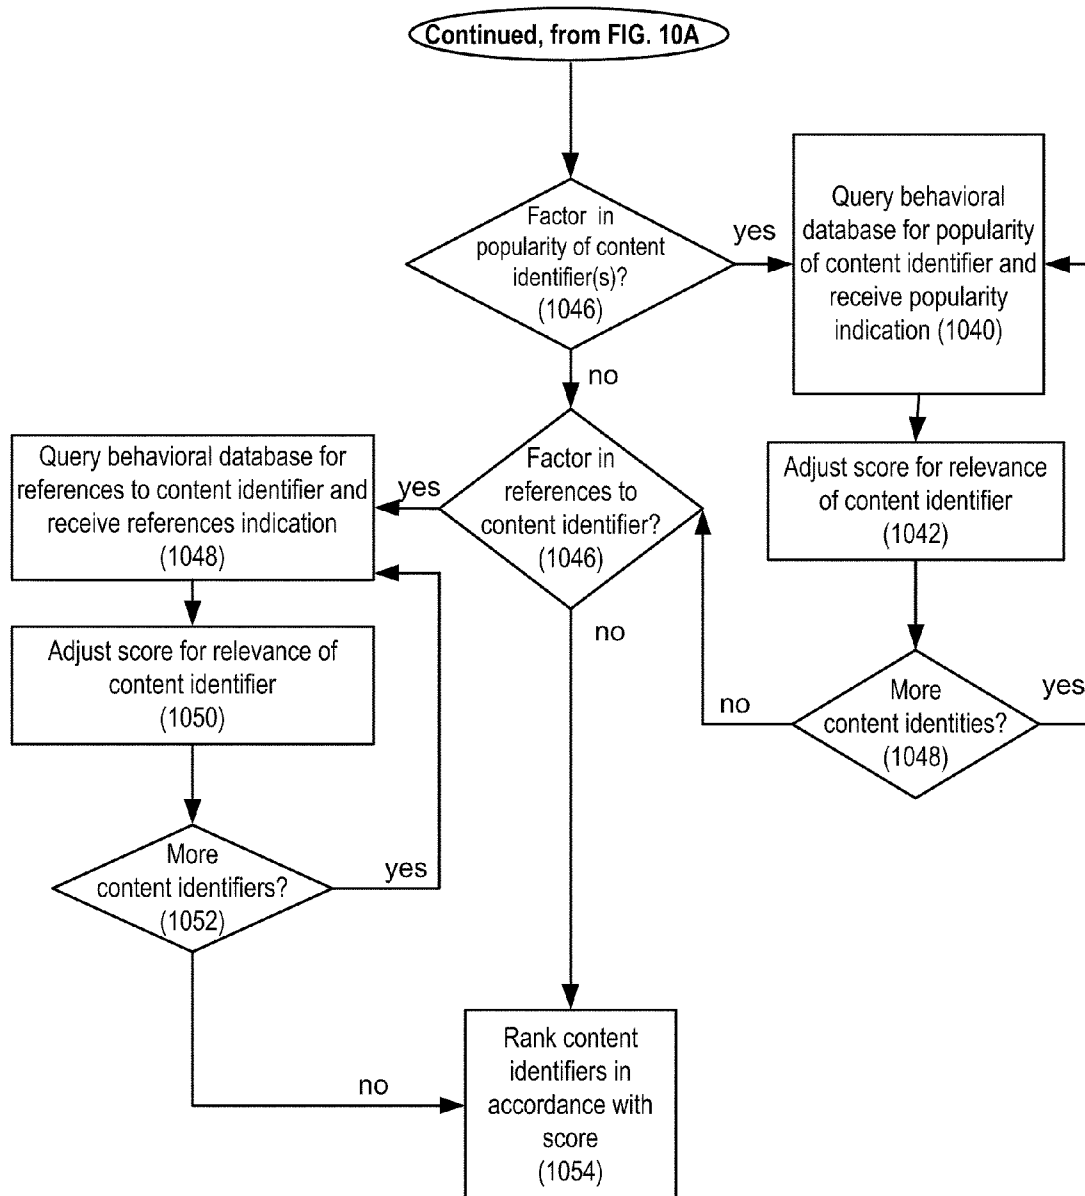 Continued, from FIG. 10A
Factor in
popularity of content
identifier(s)?
(1046)
yes
no
Query behavioral
database for popularity
of content identifier and
receive popularity
indication (1040)
Adjust score for relevance
of content identifier
(1042)
More
content identities?
(1048)
yes
no
Factor in
references to
content identifier?
(1046)
yes
no
Query behavioral database for
references to content identifier and
receive references indication
(1048)
Adjust score for relevance of
content identifier
(1050)
More
content identifiers?
(1052)
yes
no
Rank content
identifiers in
accordance with
score
(1054)